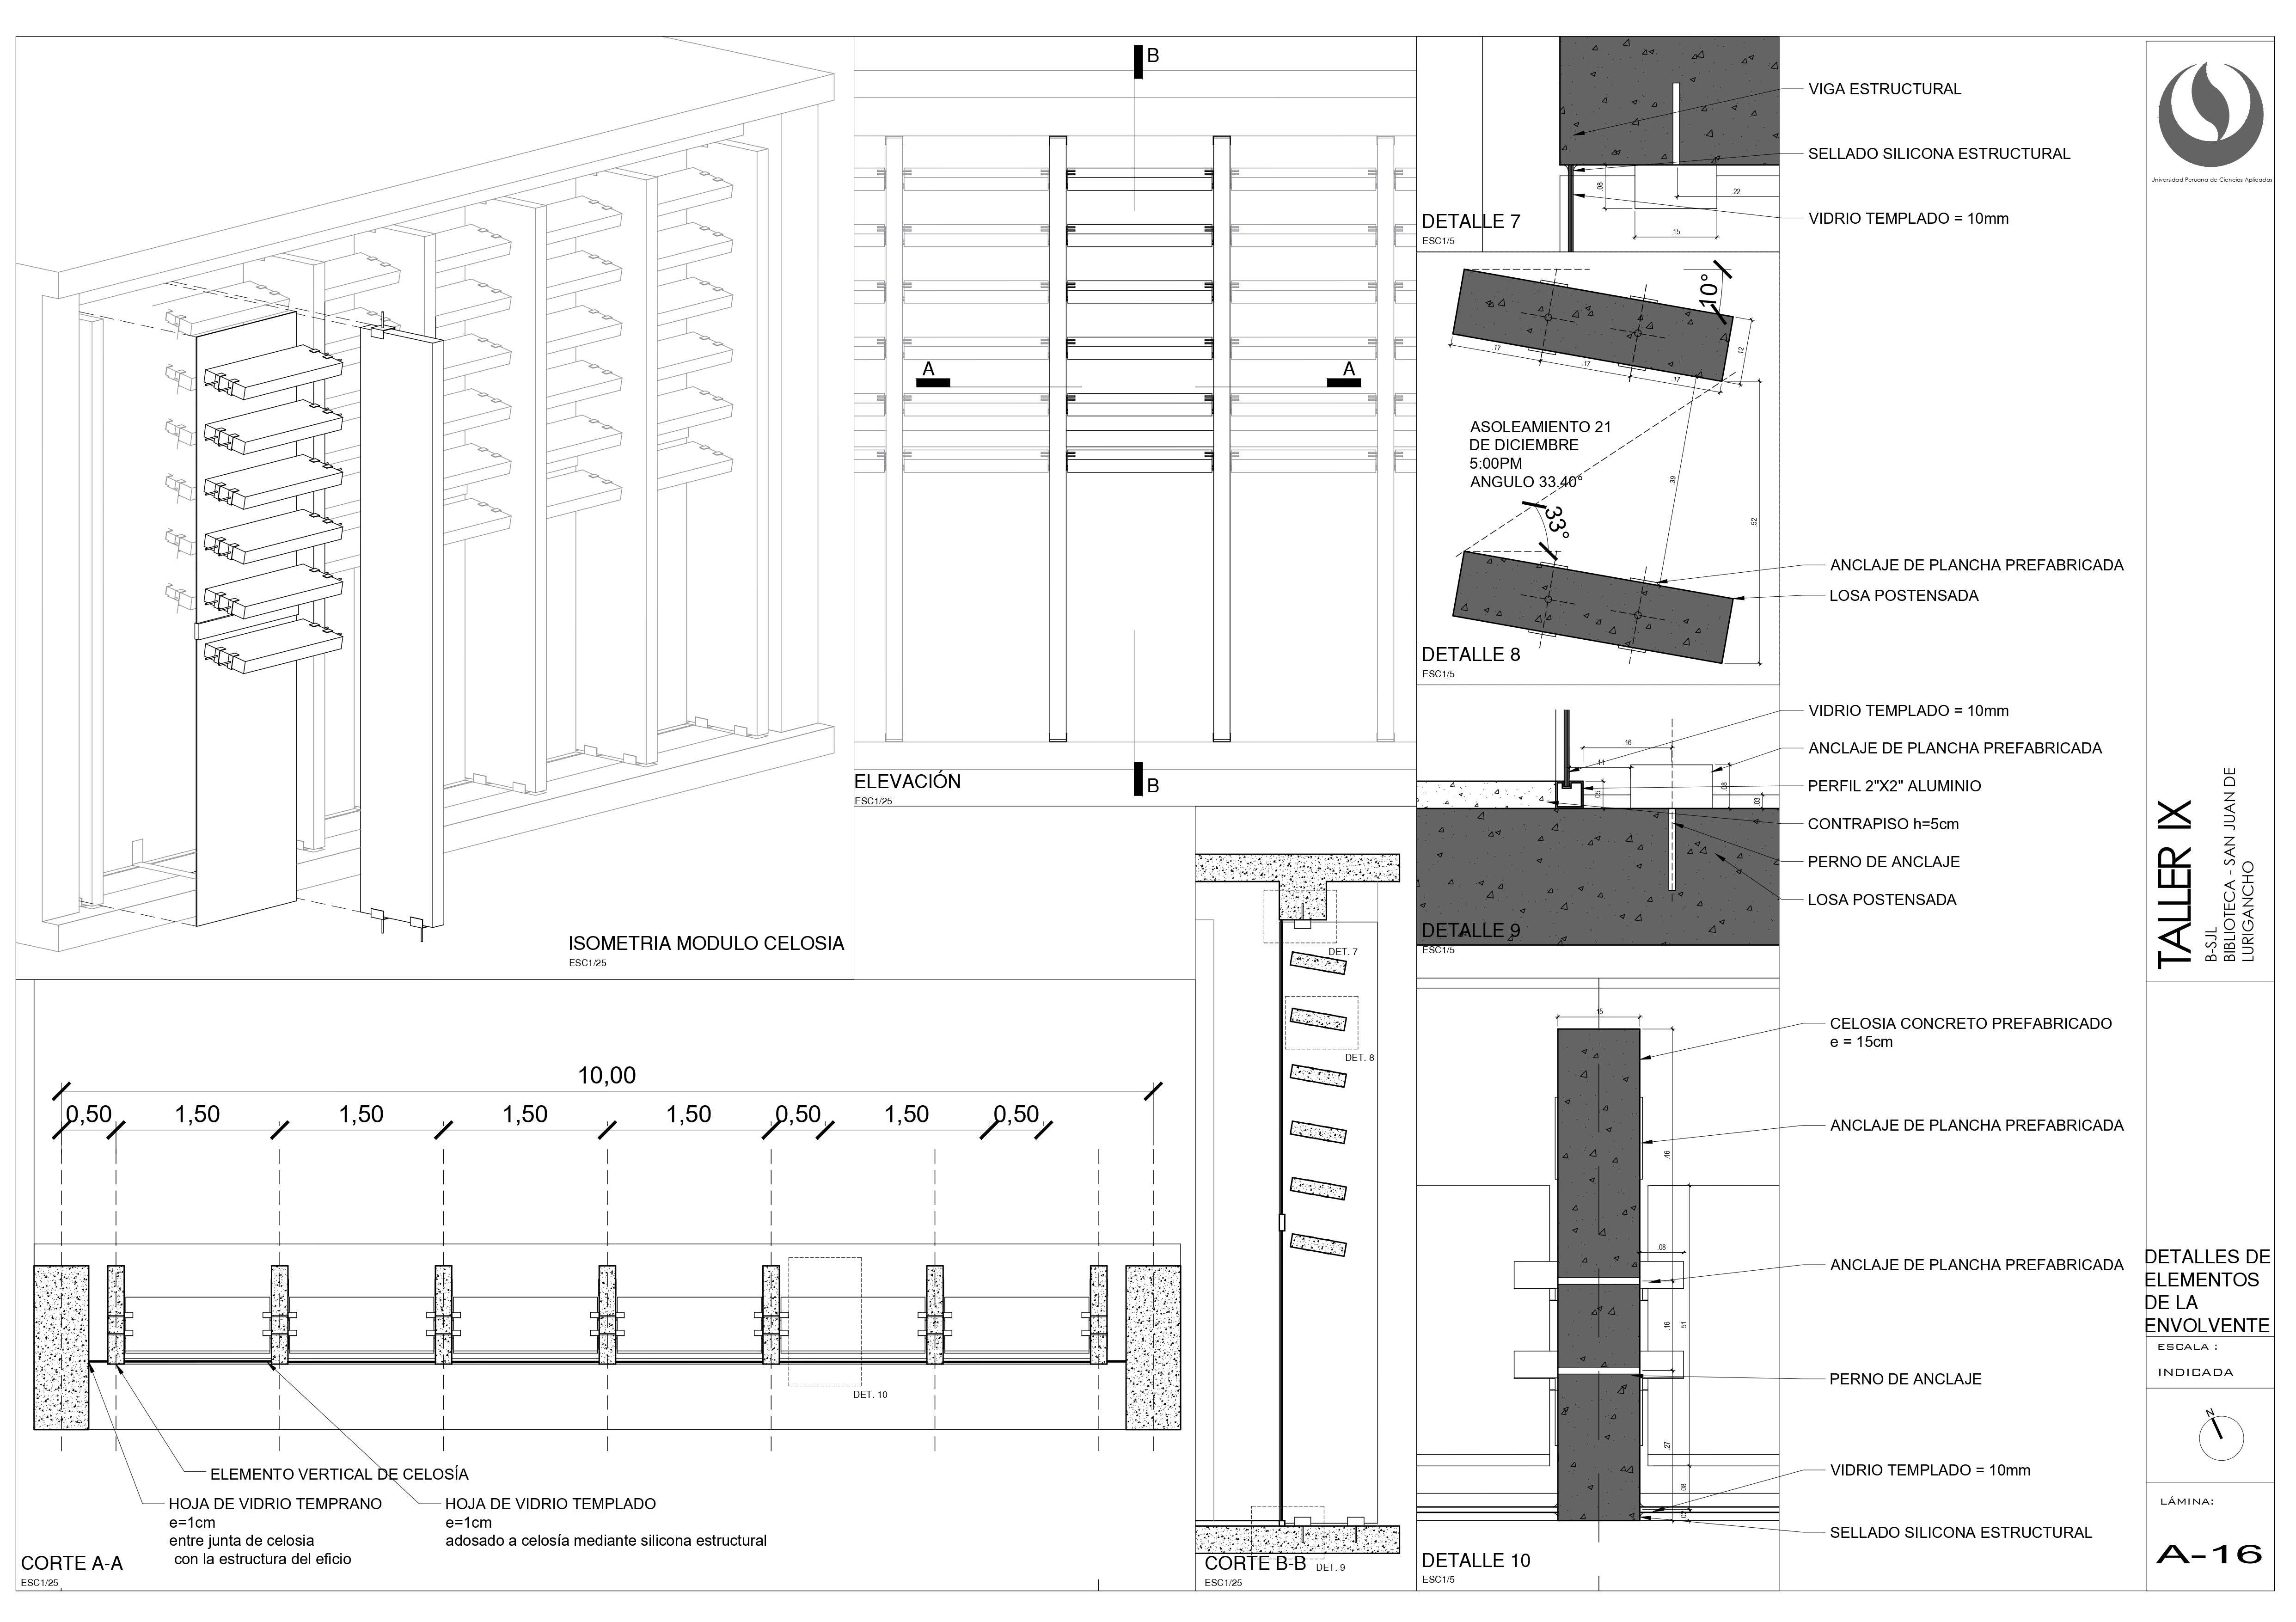 B
A
A
B
ELEVACIÓN
ESC1/25
ISOMETRIA MODULO CELOSIA
ESC1/25
VIGA ESTRUCTURAL
SELLADO SILICONA ESTRUCTURAL
VIDRIO TEMPLADO = 10mm
.08
.22
.15
DETALLE 7
ESC1/5
10°
.17
.17
.17
.12
ASOLEAMIENTO 21
DE DICIEMBRE
5:00PM
ANGULO 33.40°
33°
.39
.52
ANCLAJE DE PLANCHA PREFABRICADA
LOSA POSTENSADA
DETALLE 8
ESC1/5
VIDRIO TEMPLADO = 10mm
ANCLAJE DE PLANCHA PREFABRICADA
PERFIL 2"X2" ALUMINIO
CONTRAPISO h=5cm
PERNO DE ANCLAJE
LOSA POSTENSADA
.16
.11
.05
.08
.03
DETALLE 9
ESC1/5
DET. 7
DET. 8
DET. 9
CORTE B-B
ESC1/25
10,00
0,50
1,50
1,50
1,50
1,50
0,50
1,50
0,50
DET. 10
ELEMENTO VERTICAL DE CELOSÍA
HOJA DE VIDRIO TEMPRANO
e=1cm
entre junta de celosia
con la estructura del eficio
HOJA DE VIDRIO TEMPLADO
e=1cm
adosado a celosía mediante silicona estructural
CORTE A-A
ESC1/25
.15
CELOSIA CONCRETO PREFABRICADO
e = 15cm
ANCLAJE DE PLANCHA PREFABRICADA
ANCLAJE DE PLANCHA PREFABRICADA
PERNO DE ANCLAJE
VIDRIO TEMPLADO = 10mm
SELLADO SILICONA ESTRUCTURAL
.46
.08
.16
.51
.27
.08
DETALLE 10
ESC1/5
Universidad Peruana de Ciencias Aplicadas
TALLER IX
B-SJL
BIBLIOTECA - SAN JUAN DE
LURIGANCHO
DETALLES DE
ELEMENTOS
DE LA
ENVOLVENTE
ESCALA :
INDICADA
N
LÁMINA:
A-16